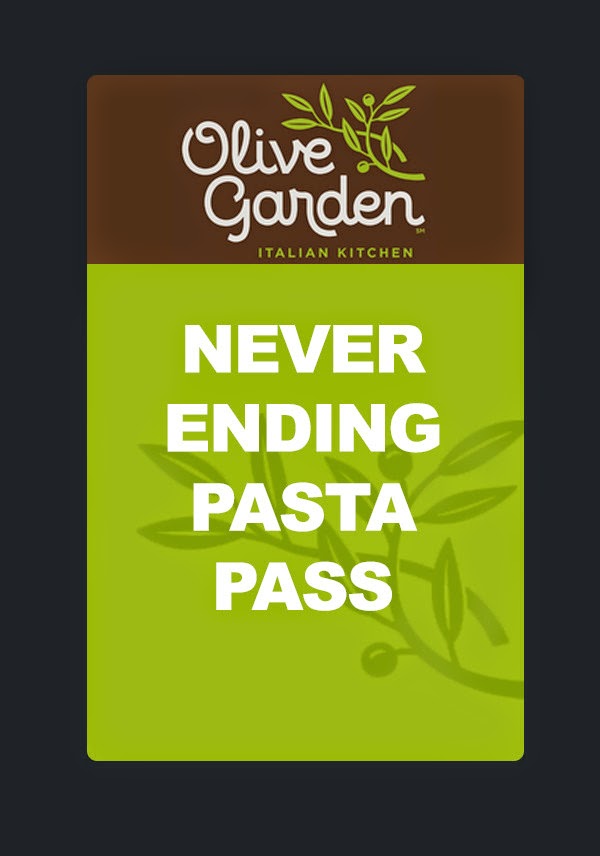 Olive
Garden
SM
ITALIAN KITCHEN
NEVER
ENDING
PASTA
PASS